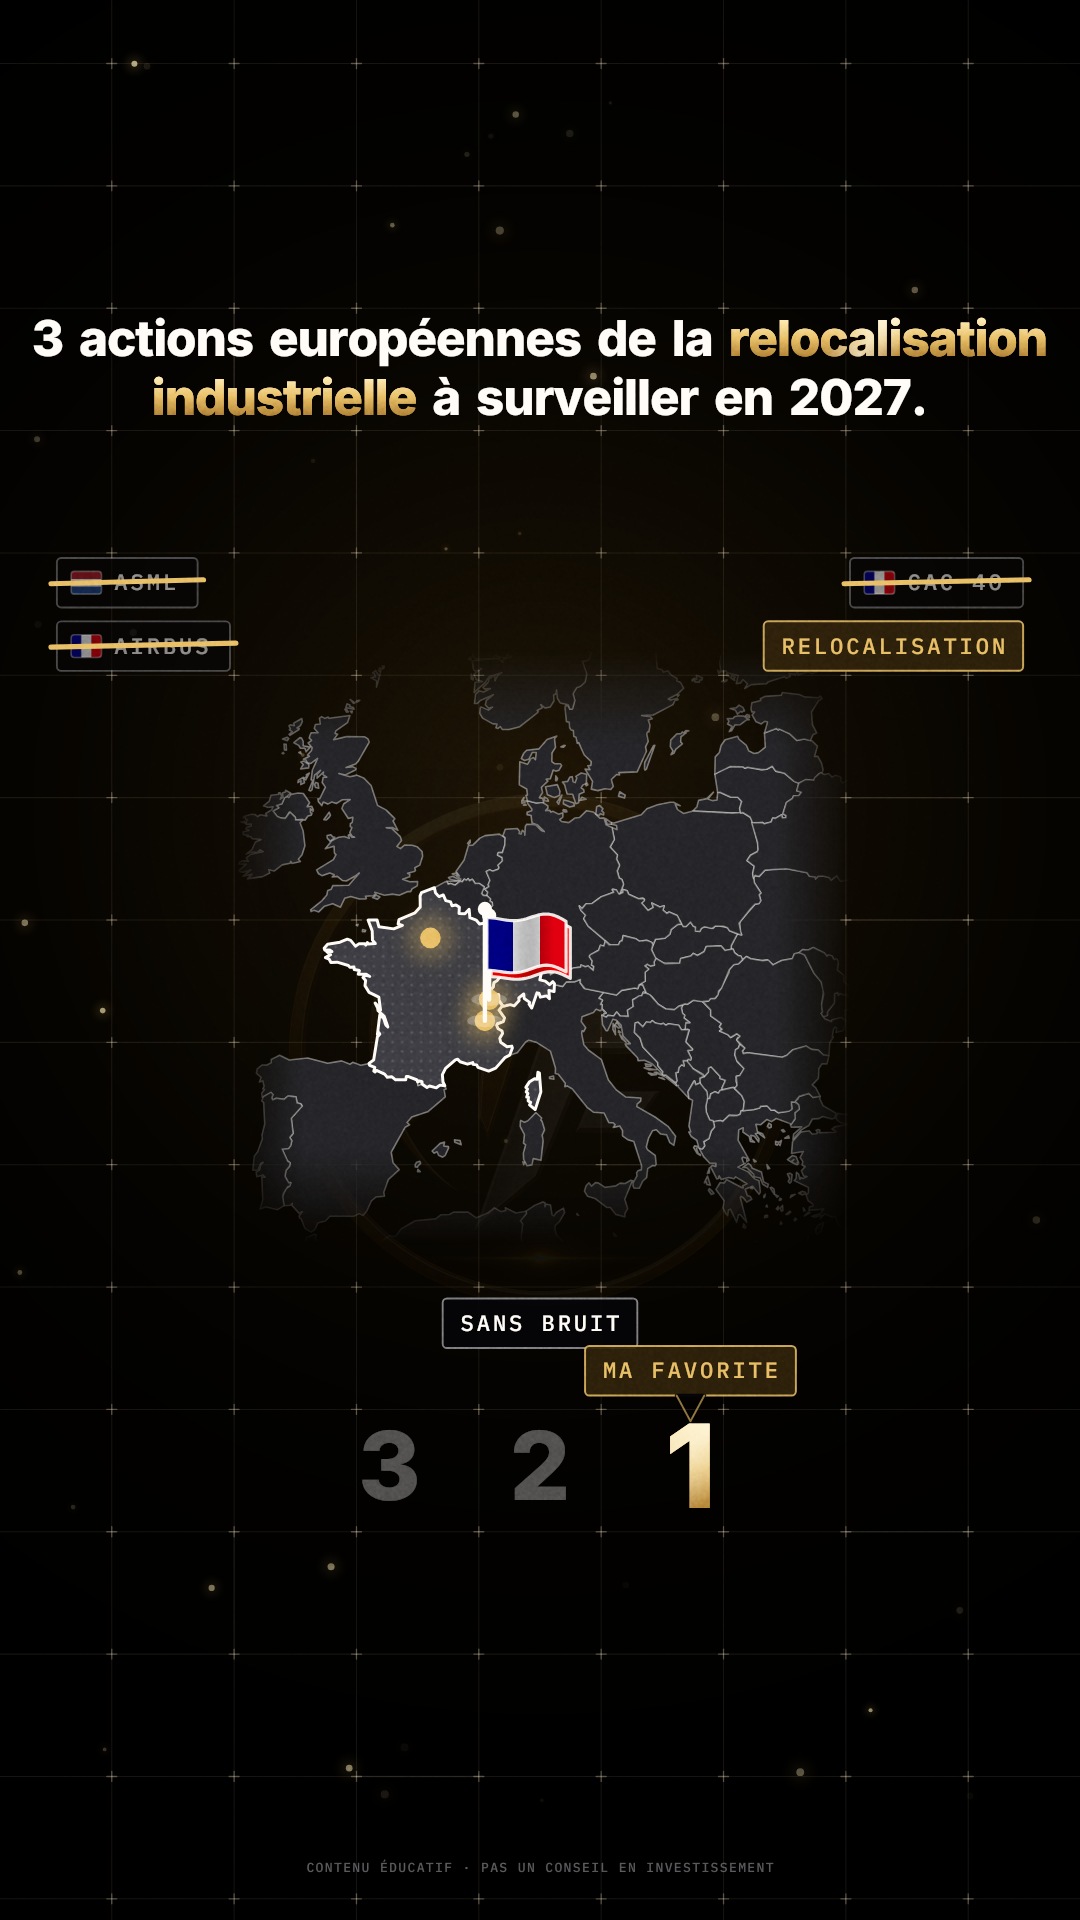 3 actions européennes de la relocalisation
industrielle à surveiller en 2027.
ASML
CAC 40
AIRBUS
RELOCALISATION
SANS BRUIT
MA FAVORITE
3 2 1
CONTENU ÉDUCATIF · PAS UN CONSEIL EN INVESTISSEMENT